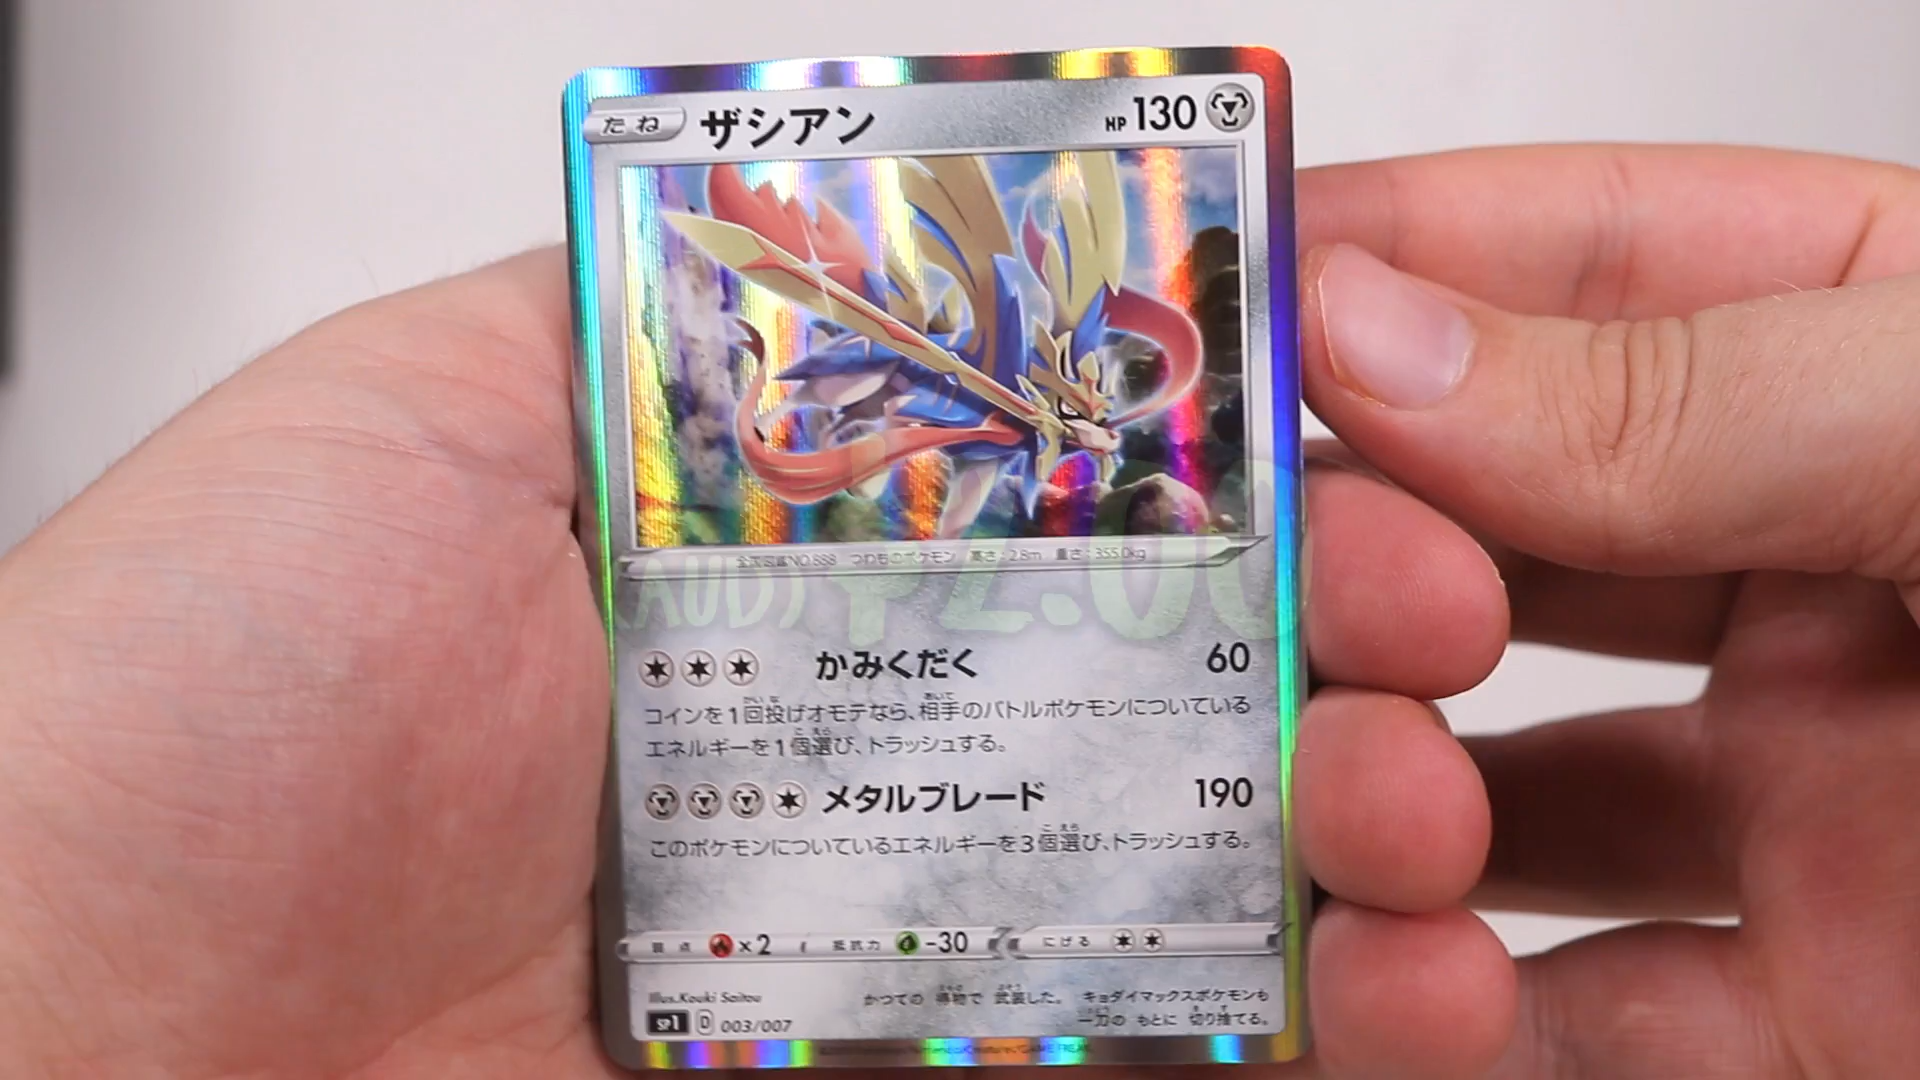 たね ザシアン HP 130
全国図鑑NO.888 つわものポケモン 高さ:2.8m 重さ:355.0kg
(AUD) $2.00
かみくだく 60
コインを1回投げオモテなら、相手のバトルポケモンについている
エネルギーを1個選び、トラッシュする。
メタルブレード 190
このポケモンについているエネルギーを3個選び、トラッシュする。
弱点 ×2 抵抗力 -30 にげる
Illus.Kouki Saitou
かつての 得物で 武装した。 キョダイマックスポケモンも
一刀の もとに 切り捨てる。
SP1 D 003/007